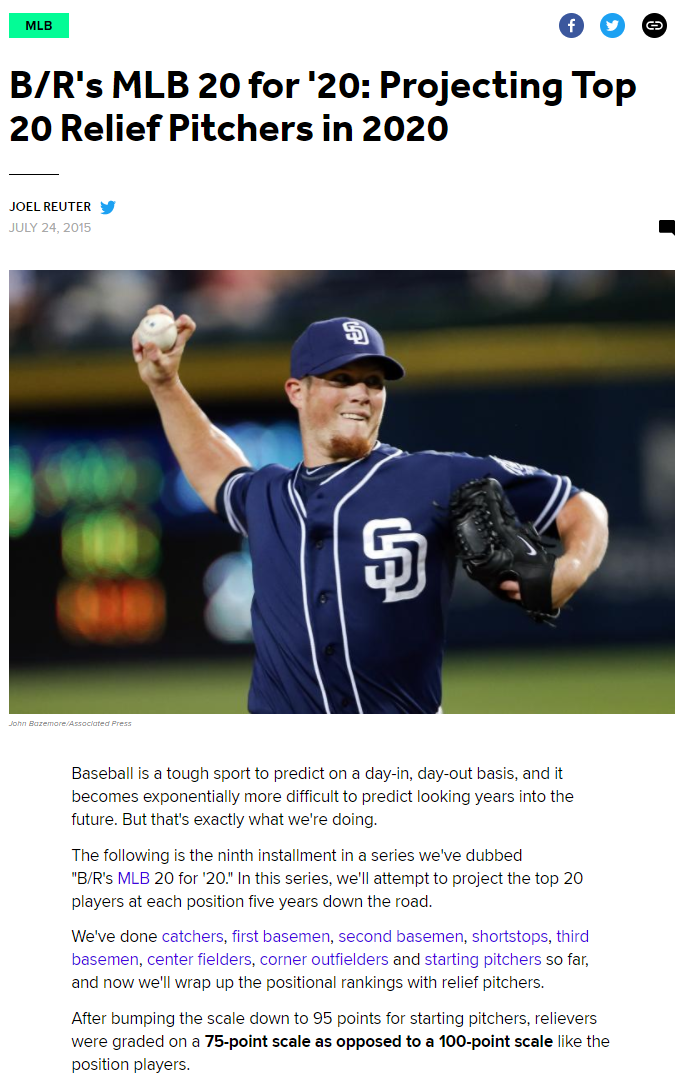 MLB
B/R's MLB 20 for '20: Projecting Top
20 Relief Pitchers in 2020
JOEL REUTER
JULY 24, 2015
SD
SD
John Bazemore/Associated Press
Baseball is a tough sport to predict on a day-in, day-out basis, and it
becomes exponentially more difficult to predict looking years into the
future. But that's exactly what we're doing.
The following is the ninth installment in a series we've dubbed
"B/R's MLB 20 for '20." In this series, we'll attempt to project the top 20
players at each position five years down the road.
We've done catchers, first basemen, second basemen, shortstops, third
basemen, center fielders, corner outfielders and starting pitchers so far,
and now we'll wrap up the positional rankings with relief pitchers.
After bumping the scale down to 95 points for starting pitchers, relievers
were graded on a 75-point scale as opposed to a 100-point scale like the
position players.